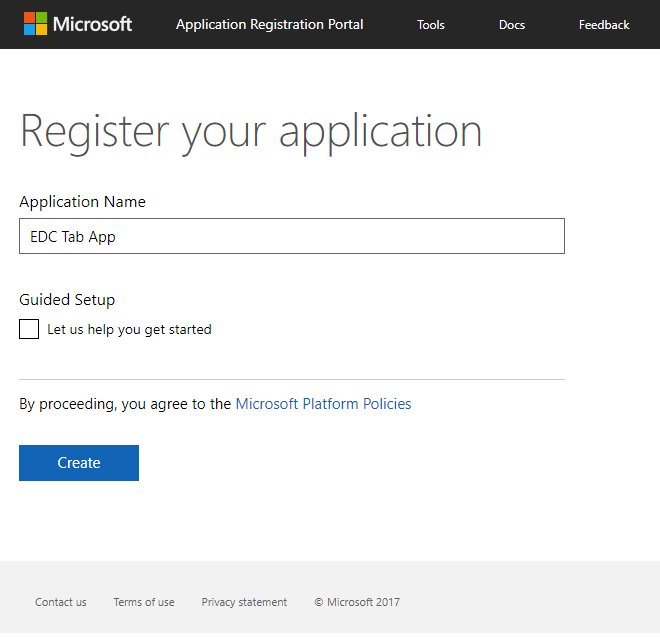 Microsoft Application Registration Portal Tools Docs Feedback
Register your application
Application Name
EDC Tab App
Guided Setup
Let us help you get started
By proceeding, you agree to the Microsoft Platform Policies
Create
Contact us Terms of use Privacy statement © Microsoft 2017